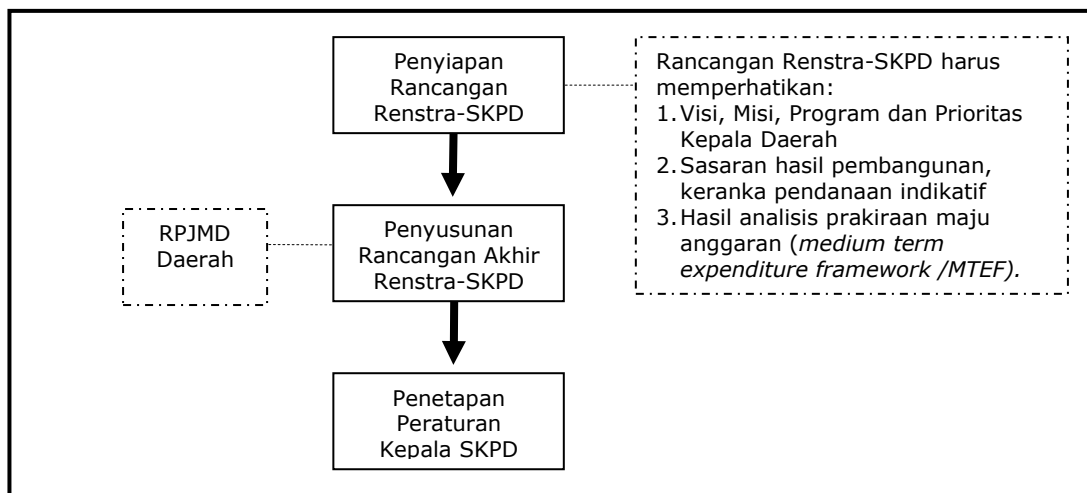 Penyiapan
Rancangan
Renstra-SKPD
Rancangan Renstra-SKPD harus
memperhatikan:
1. Visi, Misi, Program dan Prioritas
Kepala Daerah
2. Sasaran hasil pembangunan,
keranka pendanaan indikatif
3. Hasil analisis prakiraan maju
anggaran (medium term
expenditure framework /MTEF).
RPJMD
Daerah
Penyusunan
Rancangan Akhir
Renstra-SKPD
Penetapan
Peraturan
Kepala SKPD